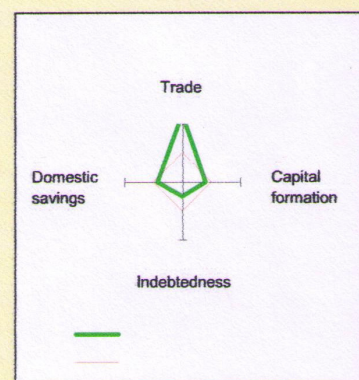 Trade
Domestic
savings
Capital
formation
Indebtedness